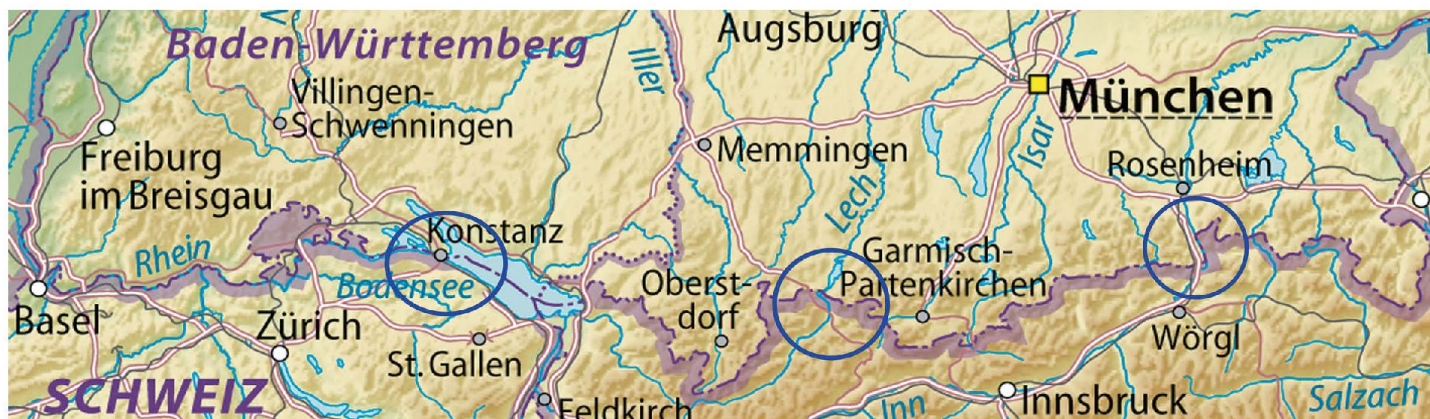 Baden-Württemberg
Augsburg
Iller
München
Villingen-
Schwenningen
Isar
Memmingen
Freiburg
im Breisgau
Rosenheim
Lech
Konstanz
Rhein
Garmisch-
Partenkirchen
Bodensee
Oberst-
dorf
Basel
Zürich
Wörgl
St. Gallen
SCHWEIZ
Feldkirch
Inn
Innsbruck
Salzach